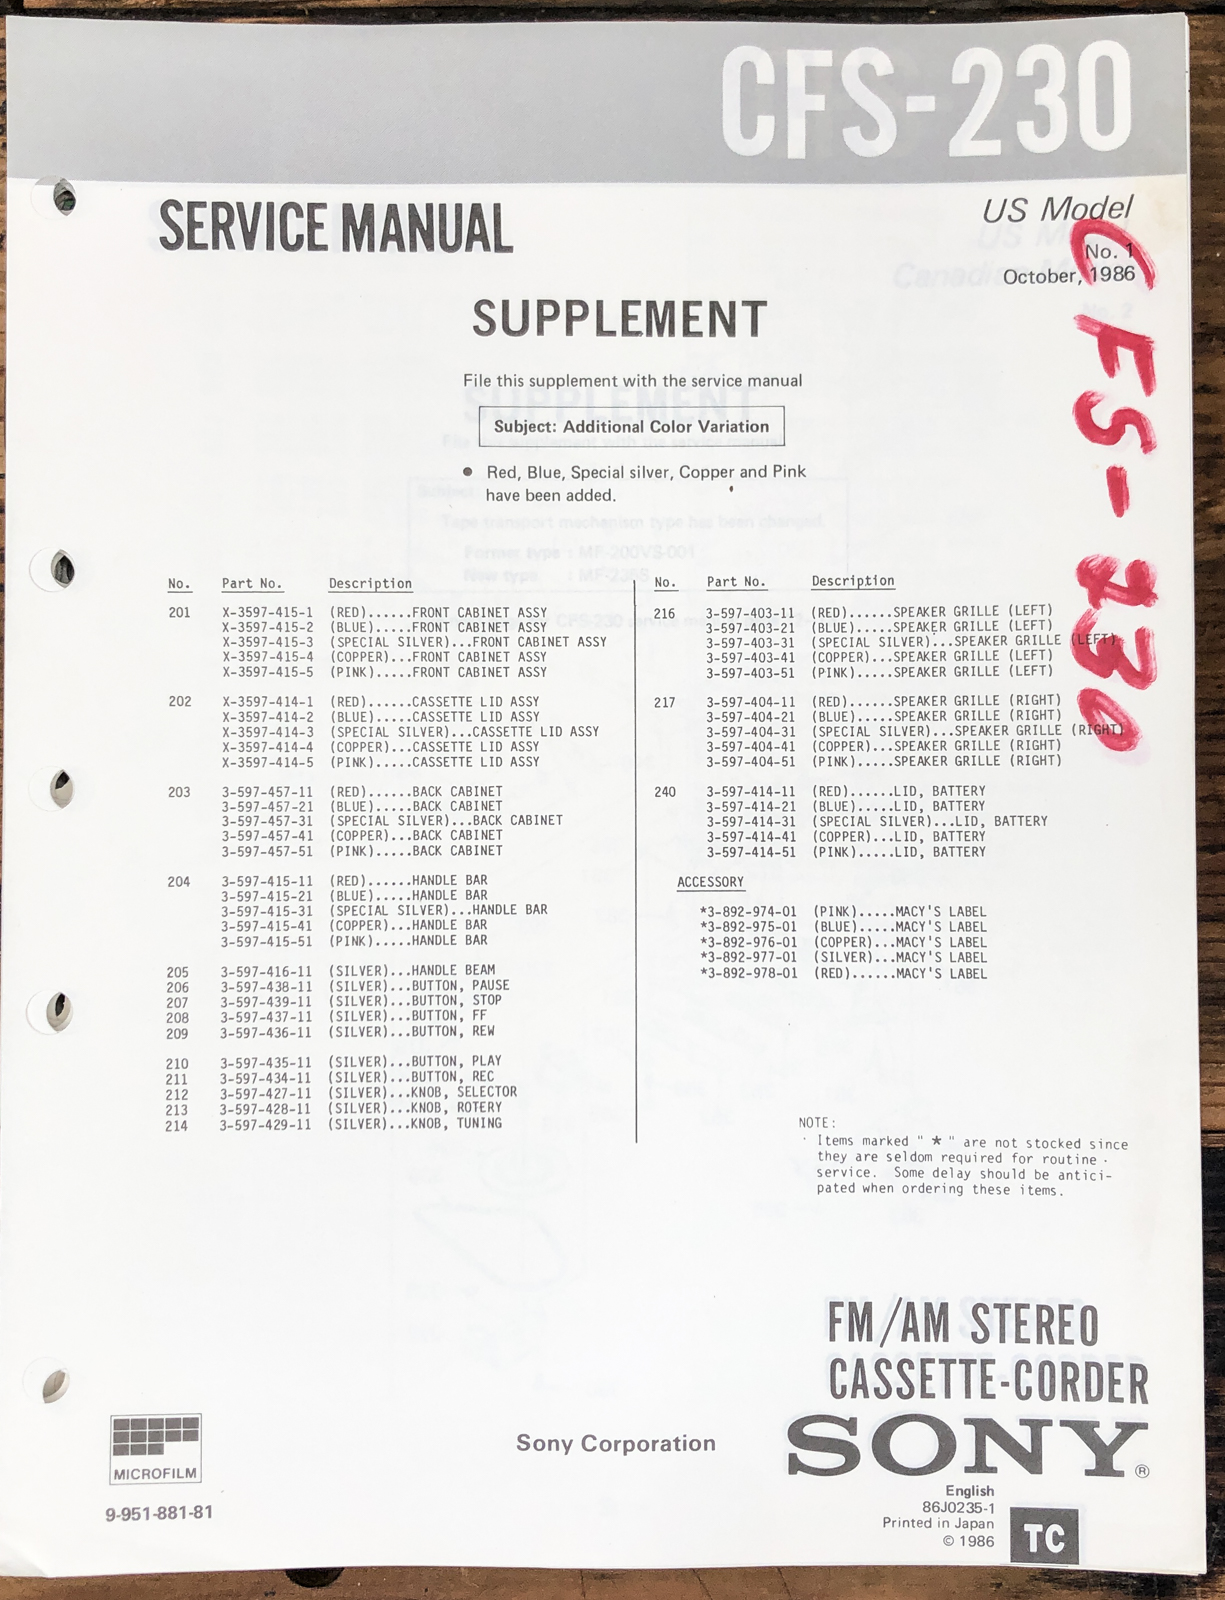 CFS-230
SERVICE MANUAL
US Model
No. 1
October, 1986
CFS-230
SUPPLEMENT
File this supplement with the service manual
Subject: Additional Color Variation
● Red, Blue, Special silver, Copper and Pink
have been added.
No. Part No. Description
201 X-3597-415-1 (RED)......FRONT CABINET ASSY
X-3597-415-2 (BLUE).....FRONT CABINET ASSY
X-3597-415-3 (SPECIAL SILVER)...FRONT CABINET ASSY
X-3597-415-4 (COPPER)...FRONT CABINET ASSY
X-3597-415-5 (PINK).....FRONT CABINET ASSY
202 X-3597-414-1 (RED)......CASSETTE LID ASSY
X-3597-414-2 (BLUE).....CASSETTE LID ASSY
X-3597-414-3 (SPECIAL SILVER)...CASSETTE LID ASSY
X-3597-414-4 (COPPER)...CASSETTE LID ASSY
X-3597-414-5 (PINK).....CASSETTE LID ASSY
203 3-597-457-11 (RED)......BACK CABINET
3-597-457-21 (BLUE).....BACK CABINET
3-597-457-31 (SPECIAL SILVER)...BACK CABINET
3-597-457-41 (COPPER)...BACK CABINET
3-597-457-51 (PINK).....BACK CABINET
204 3-597-415-11 (RED)......HANDLE BAR
3-597-415-21 (BLUE).....HANDLE BAR
3-597-415-31 (SPECIAL SILVER)...HANDLE BAR
3-597-415-41 (COPPER)...HANDLE BAR
3-597-415-51 (PINK).....HANDLE BAR
205 3-597-416-11 (SILVER)...HANDLE BEAM
206 3-597-438-11 (SILVER)...BUTTON, PAUSE
207 3-597-439-11 (SILVER)...BUTTON, STOP
208 3-597-437-11 (SILVER)...BUTTON, FF
209 3-597-436-11 (SILVER)...BUTTON, REW
210 3-597-435-11 (SILVER)...BUTTON, PLAY
211 3-597-434-11 (SILVER)...BUTTON, REC
212 3-597-427-11 (SILVER)...KNOB, SELECTOR
213 3-597-428-11 (SILVER)...KNOB, ROTERY
214 3-597-429-11 (SILVER)...KNOB, TUNING
No. Part No. Description
216 3-597-403-11 (RED)......SPEAKER GRILLE (LEFT)
3-597-403-21 (BLUE).....SPEAKER GRILLE (LEFT)
3-597-403-31 (SPECIAL SILVER)...SPEAKER GRILLE (LEFT)
3-597-403-41 (COPPER)...SPEAKER GRILLE (LEFT)
3-597-403-51 (PINK).....SPEAKER GRILLE (LEFT)
217 3-597-404-11 (RED)......SPEAKER GRILLE (RIGHT)
3-597-404-21 (BLUE).....SPEAKER GRILLE (RIGHT)
3-597-404-31 (SPECIAL SILVER)...SPEAKER GRILLE (RIGHT)
3-597-404-41 (COPPER)...SPEAKER GRILLE (RIGHT)
3-597-404-51 (PINK).....SPEAKER GRILLE (RIGHT)
240 3-597-414-11 (RED)......LID, BATTERY
3-597-414-21 (BLUE).....LID, BATTERY
3-597-414-31 (SPECIAL SILVER)...LID, BATTERY
3-597-414-41 (COPPER)...LID, BATTERY
3-597-414-51 (PINK).....LID, BATTERY
ACCESSORY
*3-892-974-01 (PINK).....MACY'S LABEL
*3-892-975-01 (BLUE).....MACY'S LABEL
*3-892-976-01 (COPPER)...MACY'S LABEL
*3-892-977-01 (SILVER)...MACY'S LABEL
*3-892-978-01 (RED)......MACY'S LABEL
NOTE:
· Items marked " * " are not stocked since
they are seldom required for routine
service. Some delay should be antici-
pated when ordering these items.
FM/AM STEREO
CASSETTE-CORDER
SONY®
MICROFILM
Sony Corporation
9-951-881-81
English
86J0235-1
Printed in Japan
© 1986
TC